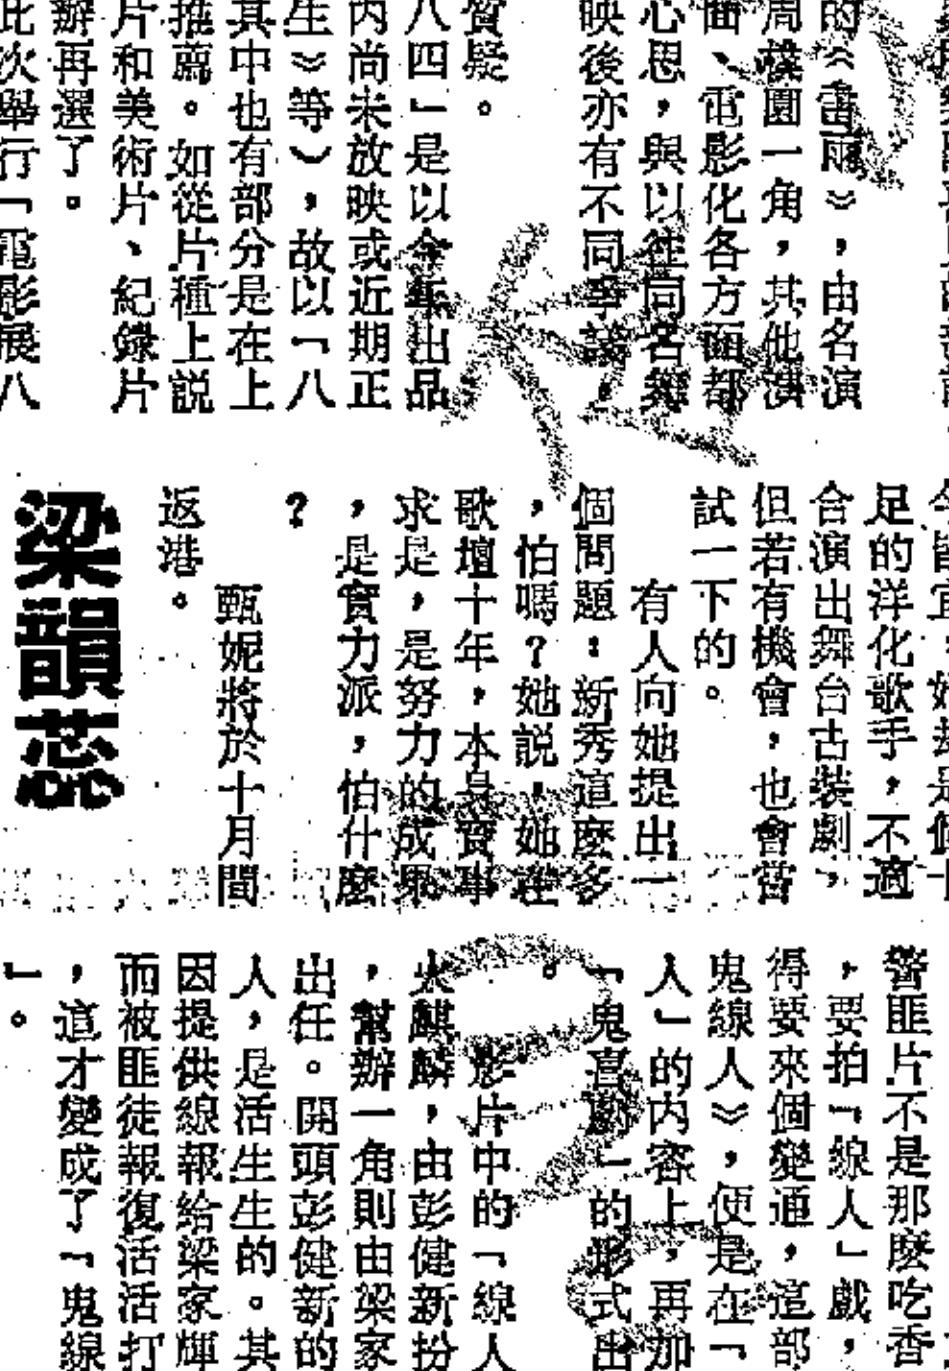 的《雷雨》,由名演
周樸園一角,其他演
面、電影化各方面都
心思,與以往同名舞
映後亦有不同爭議,
質疑。
八四」是以今年出品
內尚未放映或近期正
生》等),故以「八
其中也有部分是在上
推薦。如從片種上說
片和美術片、紀錄片
辦再選了。
此次舉行「電影展八
足的洋化歌手,不適
合演出舞台古裝劇,
但若有機會,也會嘗
試一下的。
有人向她提出一
個問題:新秀這麼多
,怕嗎?她說,她在
歌壇十年,本身實事
求是,是努力的成果
,是實力派,怕什麼
?
甄妮將於十月間
返港。
梁韻蕊
警匪片不是那麼吃香
,要拍「線人」戲,
得要來個變通,這部
鬼線人》,便是在「
人」的內容上,再加
「鬼喜劇」的形式出
。
影片中的「線人
火麒麟,由彭健新扮
,幫辦一角則由梁家
出任。開頭彭健新的
人,是活生生的。其
因提供線報給梁家輝
而被匪徒報復活活打
,這才變成了「鬼線
」。